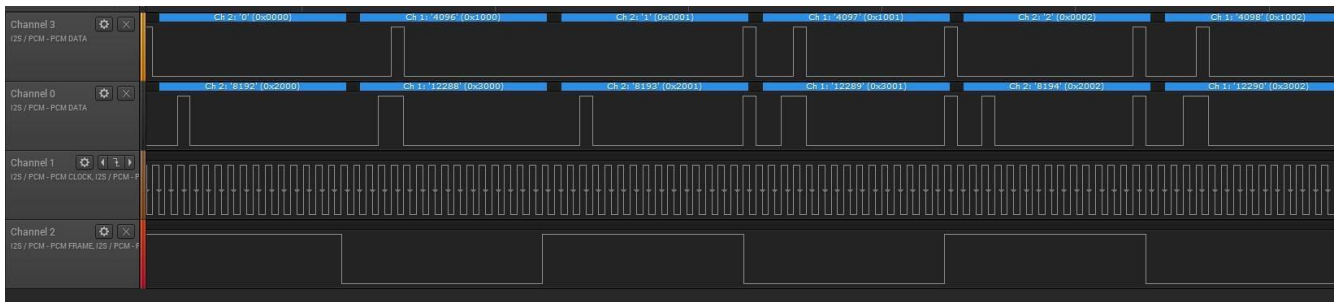 Channel 3
I2S / PCM - PCM DATA
Ch 2: '0' (0x0000) Ch 1: '4096' (0x1000) Ch 2: '1' (0x0001) Ch 1: '4097' (0x1001) Ch 2: '2' (0x0002) Ch 1: '4098' (0x1002)
Channel 0
I2S / PCM - PCM DATA
Ch 2: '8192' (0x2000) Ch 1: '12288' (0x3000) Ch 2: '8193' (0x2001) Ch 1: '12289' (0x3001) Ch 2: '8194' (0x2002) Ch 1: '12290' (0x3002)
Channel 1
I2S / PCM - PCM CLOCK, I2S / PCM - P
Channel 2
I2S / PCM - PCM FRAME, I2S / PCM - F